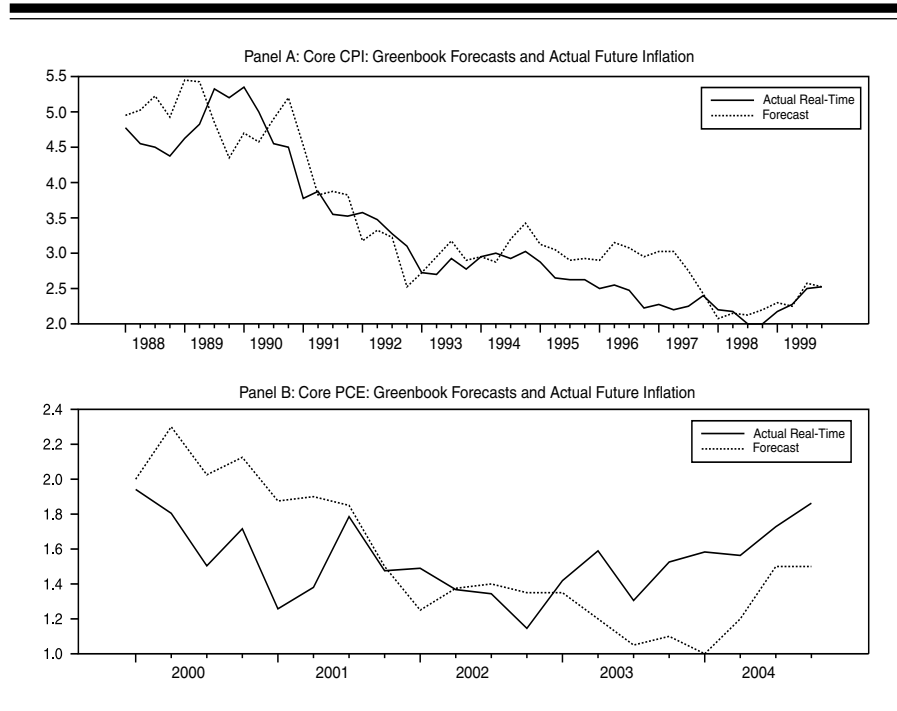 Panel A: Core CPI: Greenbook Forecasts and Actual Future Inflation
5.5
5.0
4.5
4.0
3.5
3.0
2.5
2.0
Actual Real-Time
Forecast
1988 1989 1990 1991 1992 1993 1994 1995 1996 1997 1998 1999
Panel B: Core PCE: Greenbook Forecasts and Actual Future Inflation
2.4
2.2
2.0
1.8
1.6
1.4
1.2
1.0
Actual Real-Time
Forecast
2000 2001 2002 2003 2004